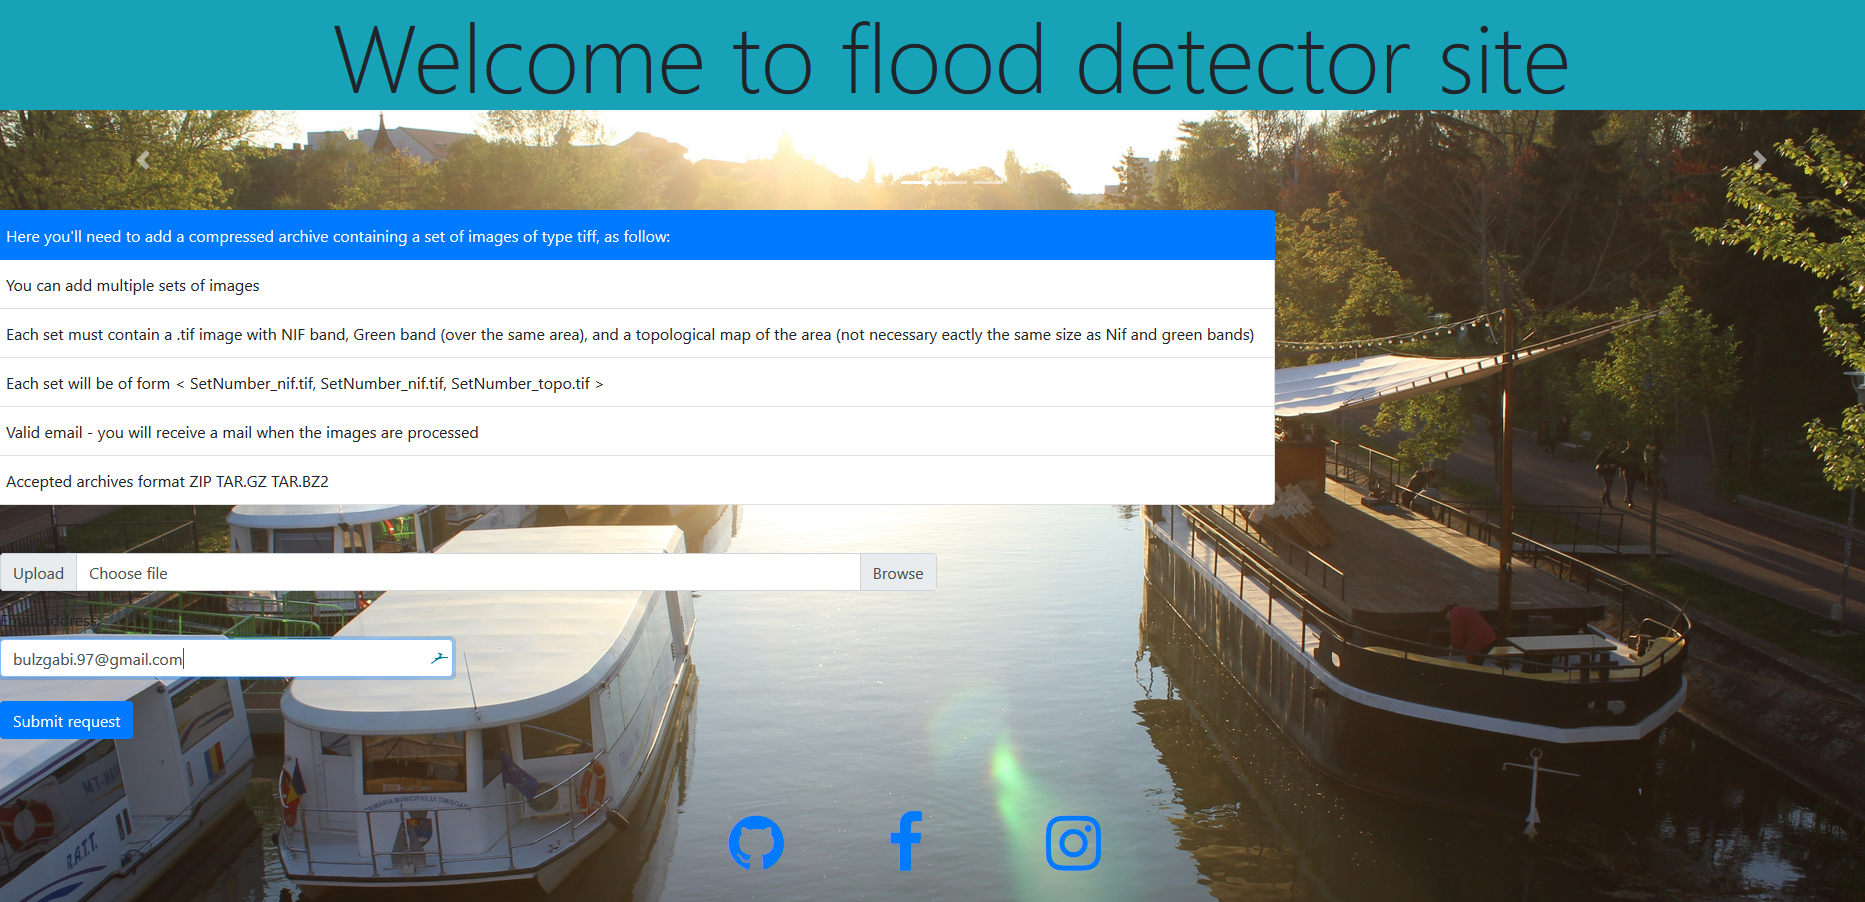 Welcome to flood detector site
Here you'll need to add a compressed archive containing a set of images of type tiff, as follow:
You can add multiple sets of images
Each set must contain a .tif image with NIF band, Green band (over the same area), and a topological map of the area (not necessary eactly the same size as Nif and green bands)
Each set will be of form < SetNumber_nif.tif, SetNumber_nif.tif, SetNumber_topo.tif >
Valid email - you will receive a mail when the images are processed
Accepted archives format ZIP TAR.GZ TAR.BZ2
Upload Choose file Browse
Email address
bulzgabi.97@gmail.com
Submit request
R.A.T.T.